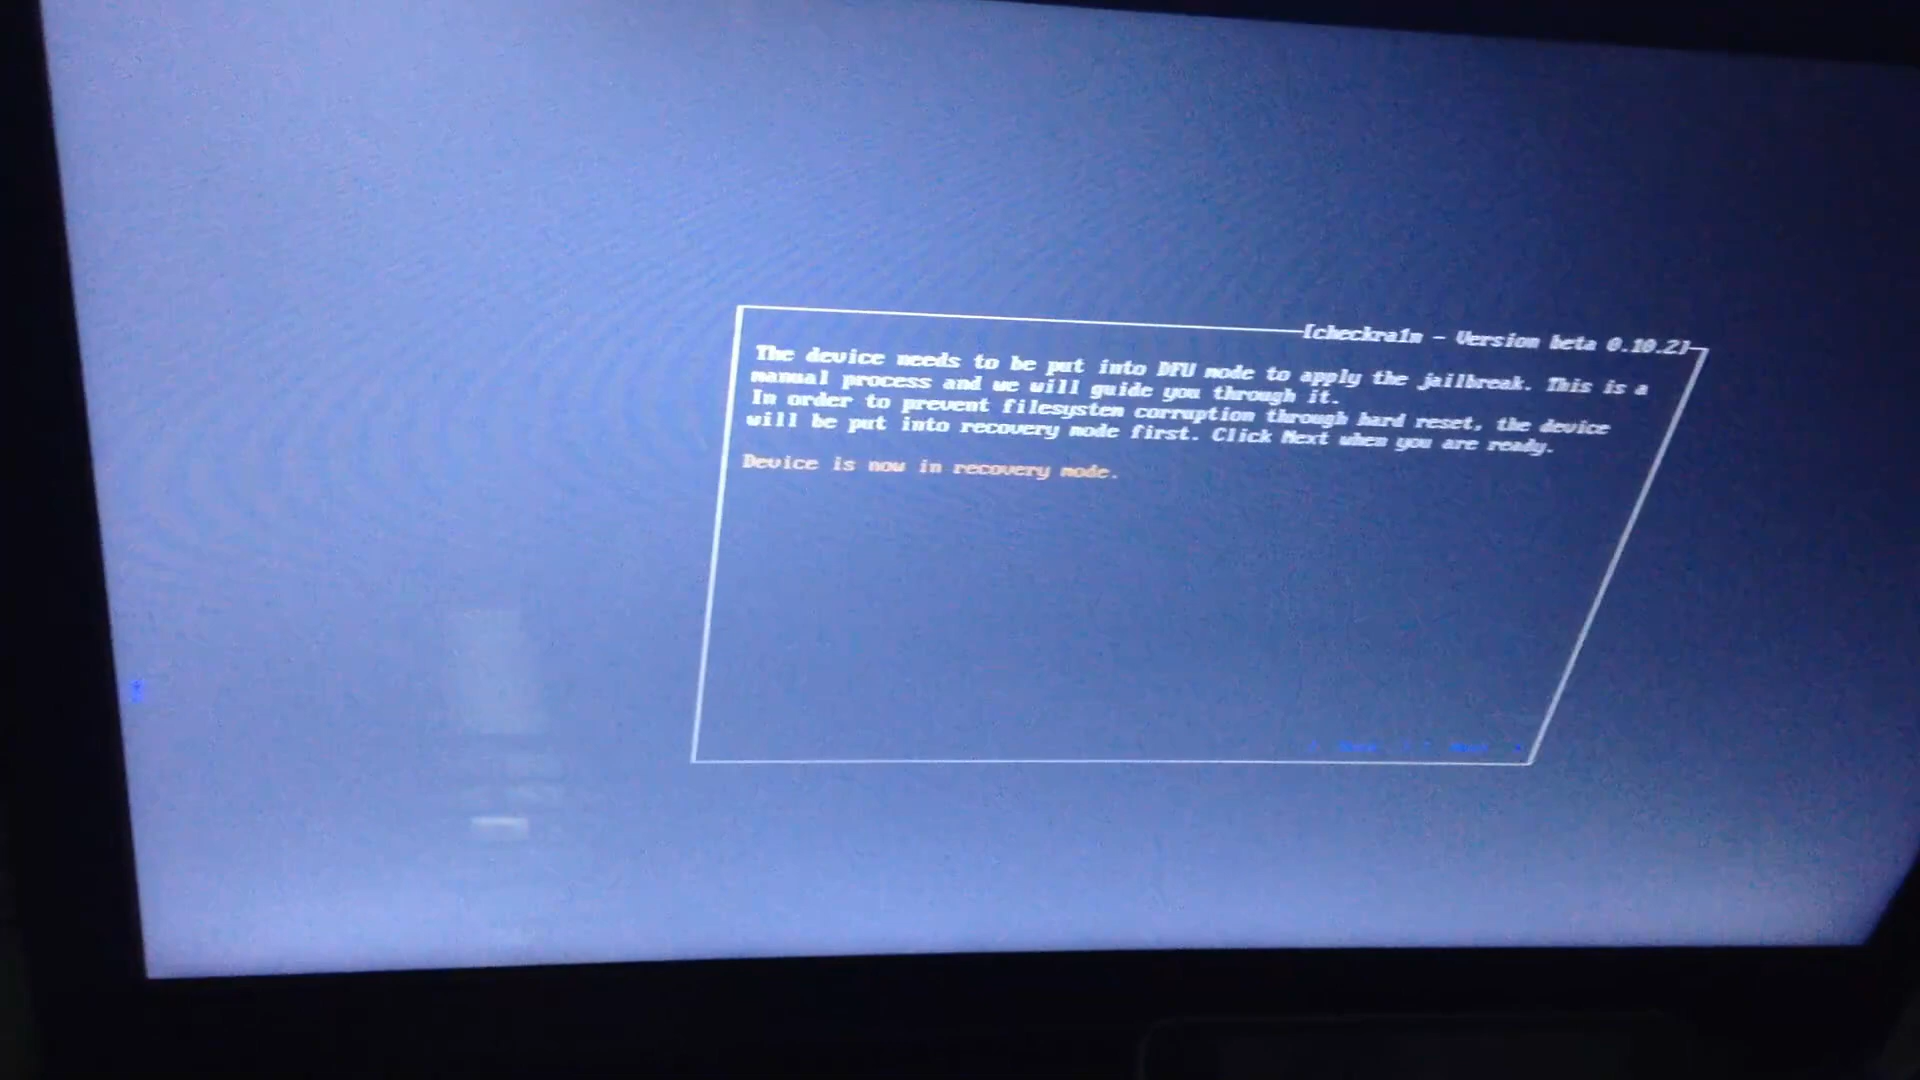 [checkra1n - Version beta 0.10.2]
The device needs to be put into DFU mode to apply the jailbreak. This is a
manual process and we will guide you through it.
In order to prevent filesystem corruption through hard reset, the device
will be put into recovery mode first. Click Next when you are ready.
Device is now in recovery mode.